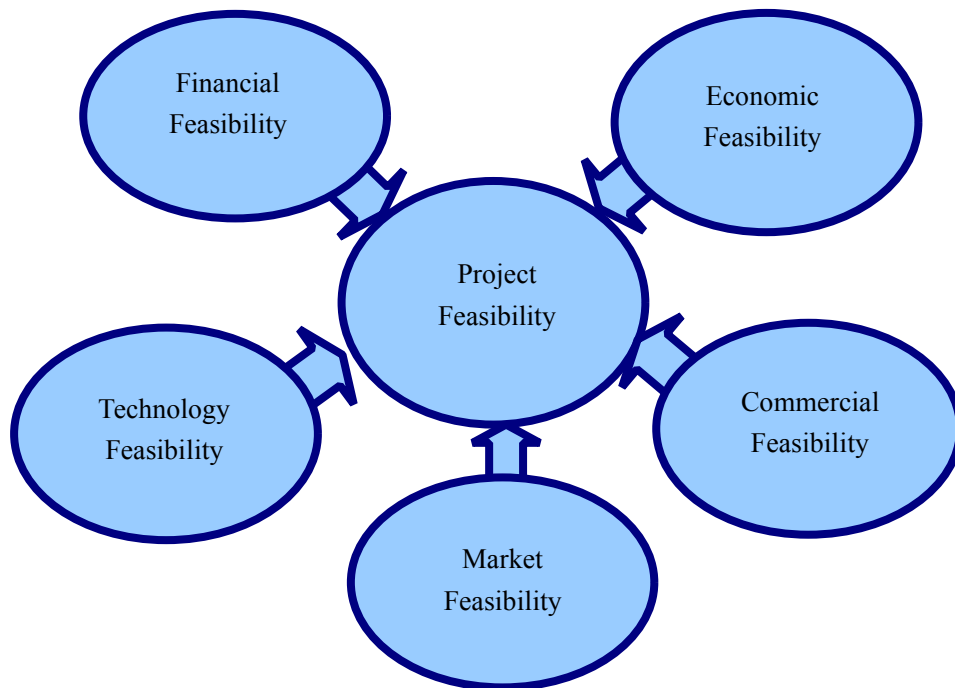 Financial
Feasibility
Economic
Feasibility
Project
Feasibility
Technology
Feasibility
Commercial
Feasibility
Market
Feasibility